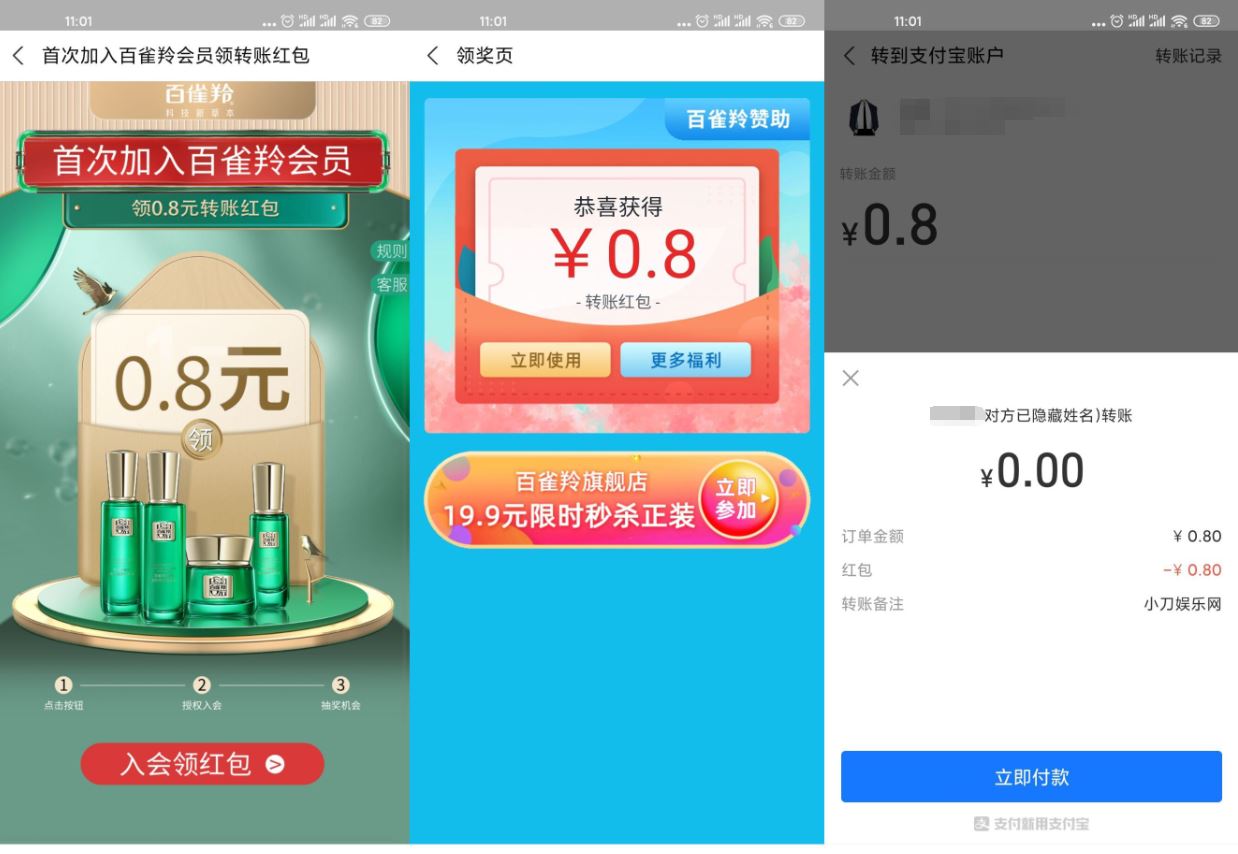 11:01
82
首次加入百雀羚会员领转账红包
百雀羚
科技新草本
首次加入百雀羚会员
领0.8元转账红包
规则
客服
0.8元
领
1
2
3
点击按钮
授权入会
抽奖机会
入会领红包
11:01
82
领奖页
百雀羚赞助
恭喜获得
¥0.8
- 转账红包 -
立即使用
更多福利
百雀羚旗舰店
19.9元限时秒杀正装
立即
参加
11:01
82
转到支付宝账户
转账记录
转账金额
¥0.8
对方已隐藏姓名)转账
¥0.00
订单金额 ¥ 0.80
红包 -¥ 0.80
转账备注 小刀娱乐网
立即付款
支付就用支付宝